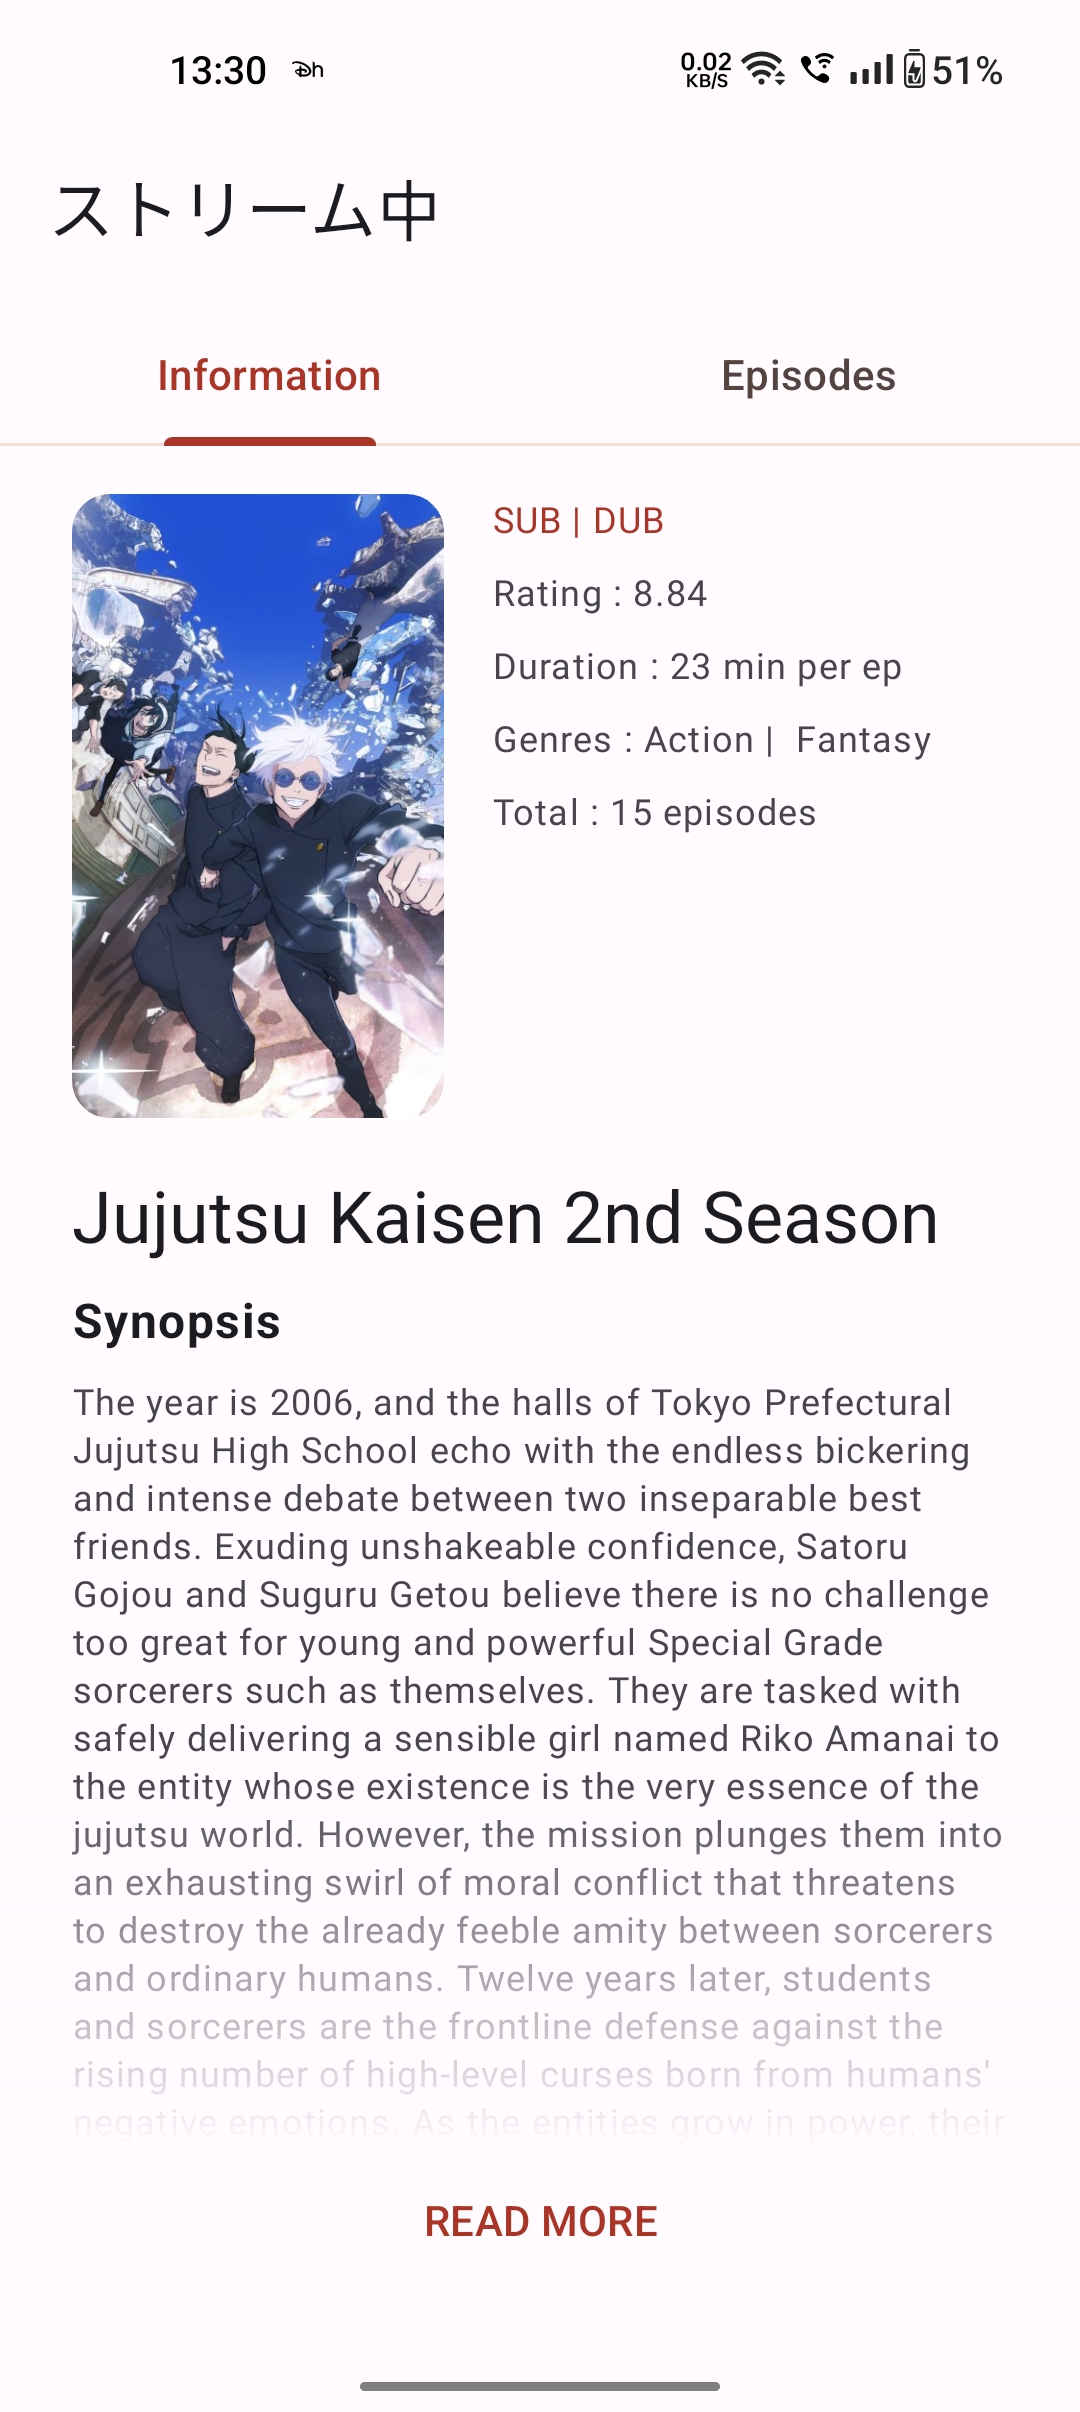 13:30
0.02
KB/S
51%
ストリーム中
Information
Episodes
SUB | DUB
Rating : 8.84
Duration : 23 min per ep
Genres : Action |  Fantasy
Total : 15 episodes
Jujutsu Kaisen 2nd Season
Synopsis
The year is 2006, and the halls of Tokyo Prefectural
Jujutsu High School echo with the endless bickering
and intense debate between two inseparable best
friends. Exuding unshakeable confidence, Satoru
Gojou and Suguru Getou believe there is no challenge
too great for young and powerful Special Grade
sorcerers such as themselves. They are tasked with
safely delivering a sensible girl named Riko Amanai to
the entity whose existence is the very essence of the
jujutsu world. However, the mission plunges them into
an exhausting swirl of moral conflict that threatens
to destroy the already feeble amity between sorcerers
and ordinary humans. Twelve years later, students
and sorcerers are the frontline defense against the
rising number of high-level curses born from humans'
negative emotions. As the entities grow in power, their
READ MORE